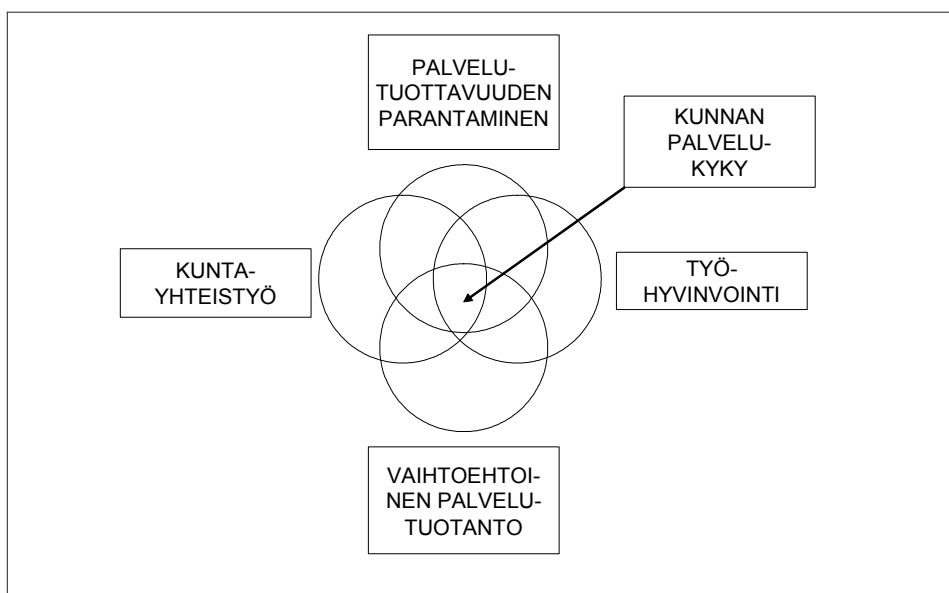 PALVELU-
TUOTTAVUUDEN
PARANTAMINEN
KUNNAN
PALVELU-
KYKY
KUNTA-
YHTEISTYÖ
TYÖ-
HYVINVOINTI
VAIHTOEHTOI-
NEN PALVELU-
TUOTANTO